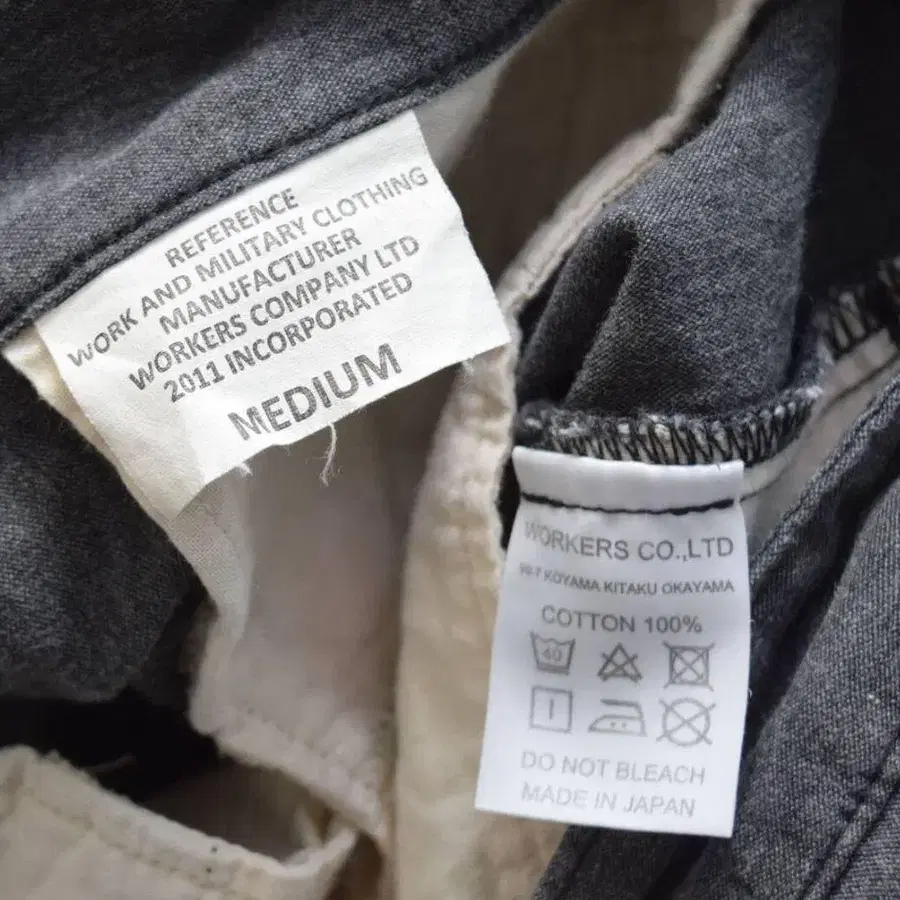 REFERENCE
WORK AND MILITARY CLOTHING
MANUFACTURER
WORKERS COMPANY LTD
2011 INCORPORATED
MEDIUM
WORKERS CO.,LTD
KOYAMA KITAKU OKAYAMA
COTTON 100%
40
DO NOT BLEACH
MADE IN JAPAN